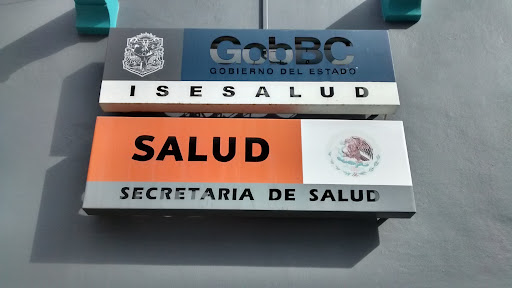 GobBC
GOBIERNO DEL ESTADO
ISESALUD
SALUD
SECRETARIA DE SALUD